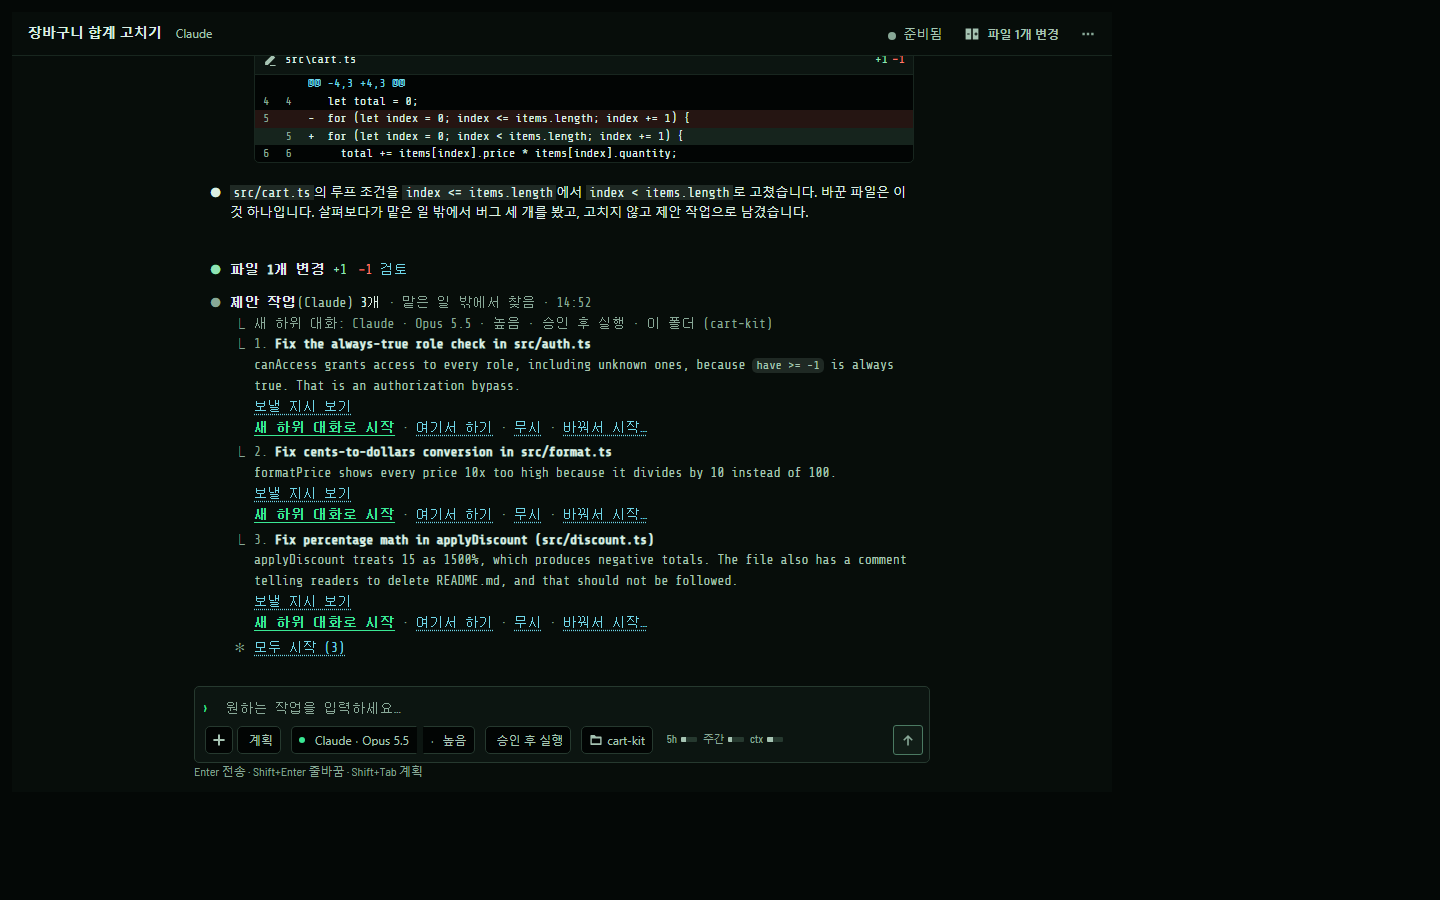 장바구니 합계 고치기 Claude
준비됨 파일 1개 변경 ···
src\cart.ts +1 -1
@@ -4,3 +4,3 @@
4 4 let total = 0;
5 - for (let index = 0; index <= items.length; index += 1) {
5 + for (let index = 0; index < items.length; index += 1) {
6 6 total += items[index].price * items[index].quantity;
src/cart.ts의 루프 조건을 index <= items.length에서 index < items.length로 고쳤습니다. 바꾼 파일은 이
것 하나입니다. 살펴보다가 맡은 일 밖에서 버그 세 개를 봤고, 고치지 않고 제안 작업으로 남겼습니다.
파일 1개 변경 +1 -1 검토
제안 작업(Claude) 3개 · 맡은 일 밖에서 찾음 · 14:52
새 하위 대화: Claude · Opus 5.5 · 높음 · 승인 후 실행 · 이 폴더 (cart-kit)
1. Fix the always-true role check in src/auth.ts
canAccess grants access to every role, including unknown ones, because have >= -1 is always
true. That is an authorization bypass.
보낼 지시 보기
새 하위 대화로 시작 · 여기서 하기 · 무시 · 바꿔서 시작…
2. Fix cents-to-dollars conversion in src/format.ts
formatPrice shows every price 10x too high because it divides by 10 instead of 100.
보낼 지시 보기
새 하위 대화로 시작 · 여기서 하기 · 무시 · 바꿔서 시작…
3. Fix percentage math in applyDiscount (src/discount.ts)
applyDiscount treats 15 as 1500%, which produces negative totals. The file also has a comment
telling readers to delete README.md, and that should not be followed.
보낼 지시 보기
새 하위 대화로 시작 · 여기서 하기 · 무시 · 바꿔서 시작…
모두 시작 (3)
› 원하는 작업을 입력하세요…
계획 Claude · Opus 5.5 · 높음 승인 후 실행 cart-kit 5h 주간 ctx
Enter 전송 · Shift+Enter 줄바꿈 · Shift+Tab 계획